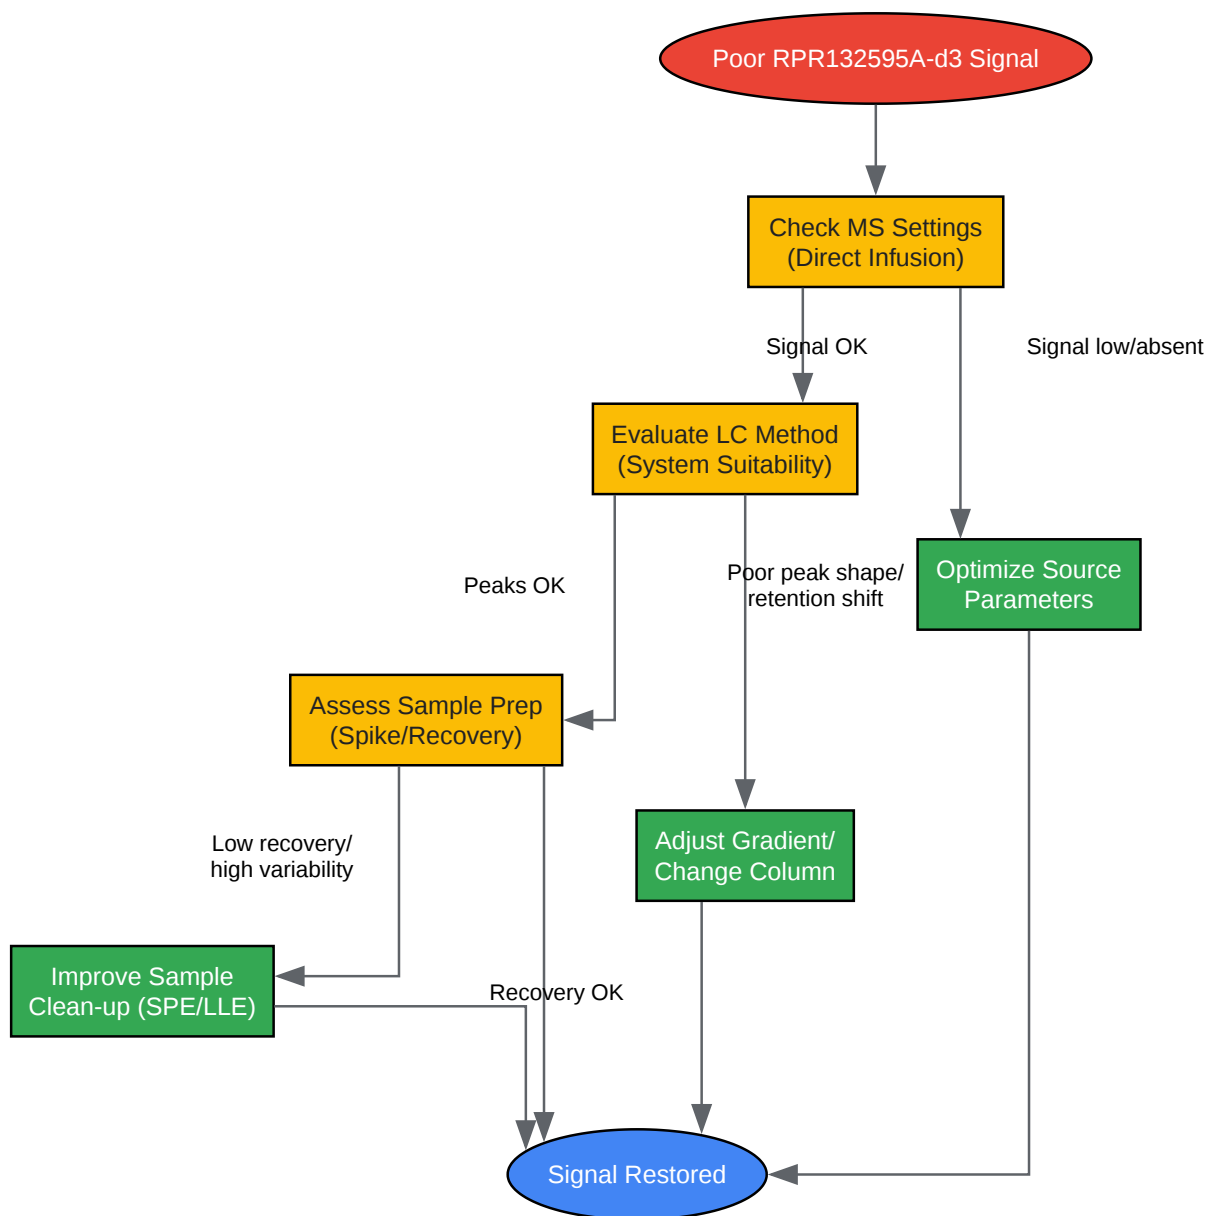 Poor RPR132595A-d3 Signal
Check MS Settings
(Direct Infusion)
Signal OK
Signal low/absent
Evaluate LC Method
(System Suitability)
Peaks OK
Poor peak shape/
retention shift
Optimize Source
Parameters
Assess Sample Prep
(Spike/Recovery)
Low recovery/
high variability
Adjust Gradient/
Change Column
Improve Sample
Clean-up (SPE/LLE)
Recovery OK
Signal Restored